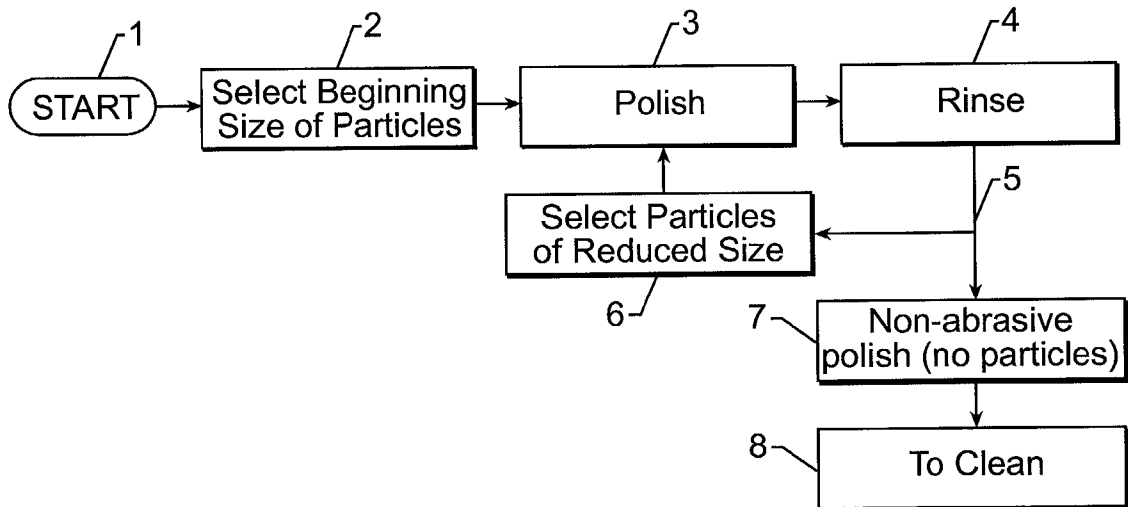 1
START
2
Select Beginning
Size of Particles
3
Polish
4
Rinse
5
Select Particles
of Reduced Size
6
7
Non-abrasive
polish (no particles)
8
To Clean